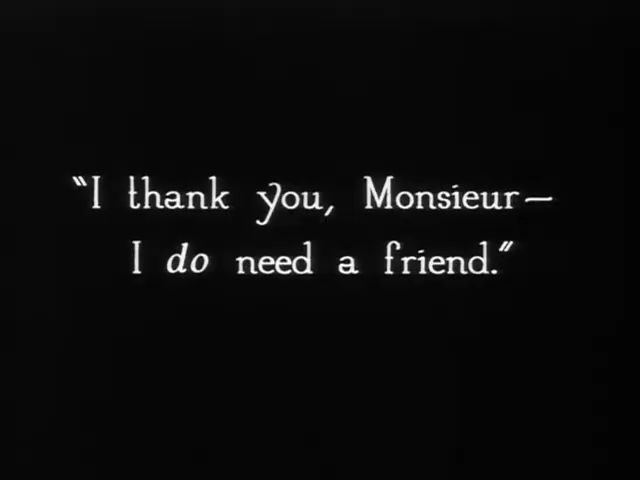 "I thank you, Monsieur—
I do need a friend."